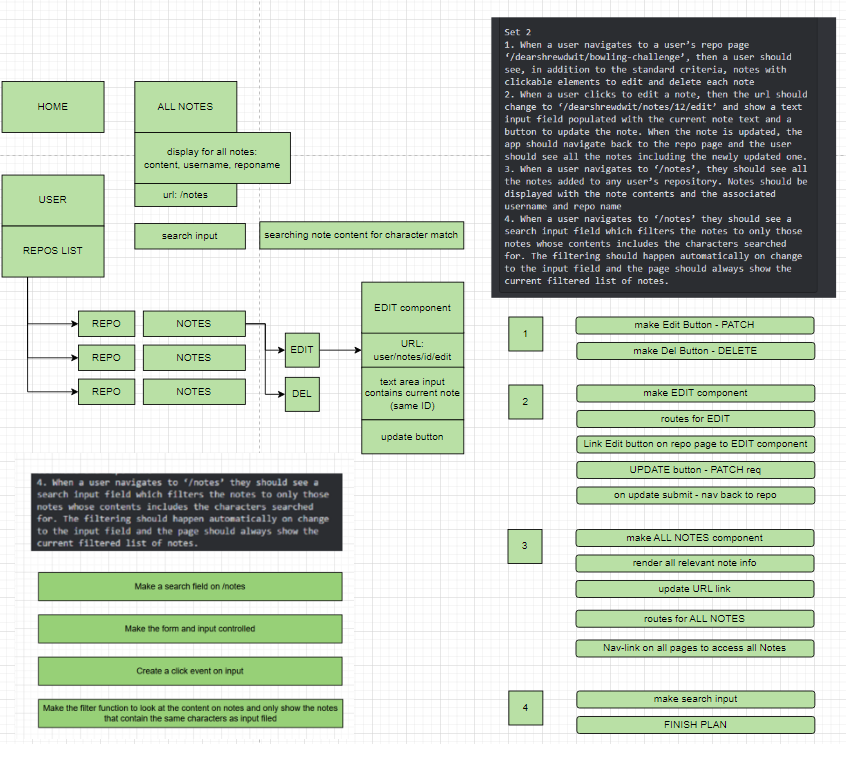 HOME
ALL NOTES
display for all notes:
content, username, reponame
url: /notes
USER
REPOS LIST
search input
searching note content for character match
REPO
NOTES
REPO
NOTES
REPO
NOTES
EDIT
DEL
EDIT component
URL:
user/notes/id/edit
text area input
contains current note
(same ID)
update button
Set 2
1. When a user navigates to a user’s repo page
‘/dearshrewdwit/bowling-challenge’, then a user should
see, in addition to the standard criteria, notes with
clickable elements to edit and delete each note
2. When a user clicks to edit a note, then the url should
change to ‘/dearshrewdwit/notes/12/edit’ and show a text
input field populated with the current note text and a
button to update the note. When the note is updated, the
app should navigate back to the repo page and the user
should see all the notes including the newly updated one.
3. When a user navigates to ‘/notes’, they should see all
the notes added to any user’s repository. Notes should be
displayed with the note contents and the associated
username and repo name
4. When a user navigates to ‘/notes’ they should see a
search input field which filters the notes to only those
notes whose contents includes the characters searched
for. The filtering should happen automatically on change
to the input field and the page should always show the
current filtered list of notes.
1
make Edit Button - PATCH
make Del Button - DELETE
2
make EDIT component
routes for EDIT
Link Edit button on repo page to EDIT component
UPDATE button - PATCH req
on update submit - nav back to repo
3
make ALL NOTES component
render all relevant note info
update URL link
routes for ALL NOTES
Nav-link on all pages to access all Notes
4
make search input
FINISH PLAN
4. When a user navigates to ‘/notes’ they should see a
search input field which filters the notes to only those
notes whose contents includes the characters searched
for. The filtering should happen automatically on change
to the input field and the page should always show the
current filtered list of notes.
Make a search field on /notes
Make the form and input controlled
Create a click event on input
Make the filter function to look at the content on notes and only show the notes
that contain the same characters as input filed